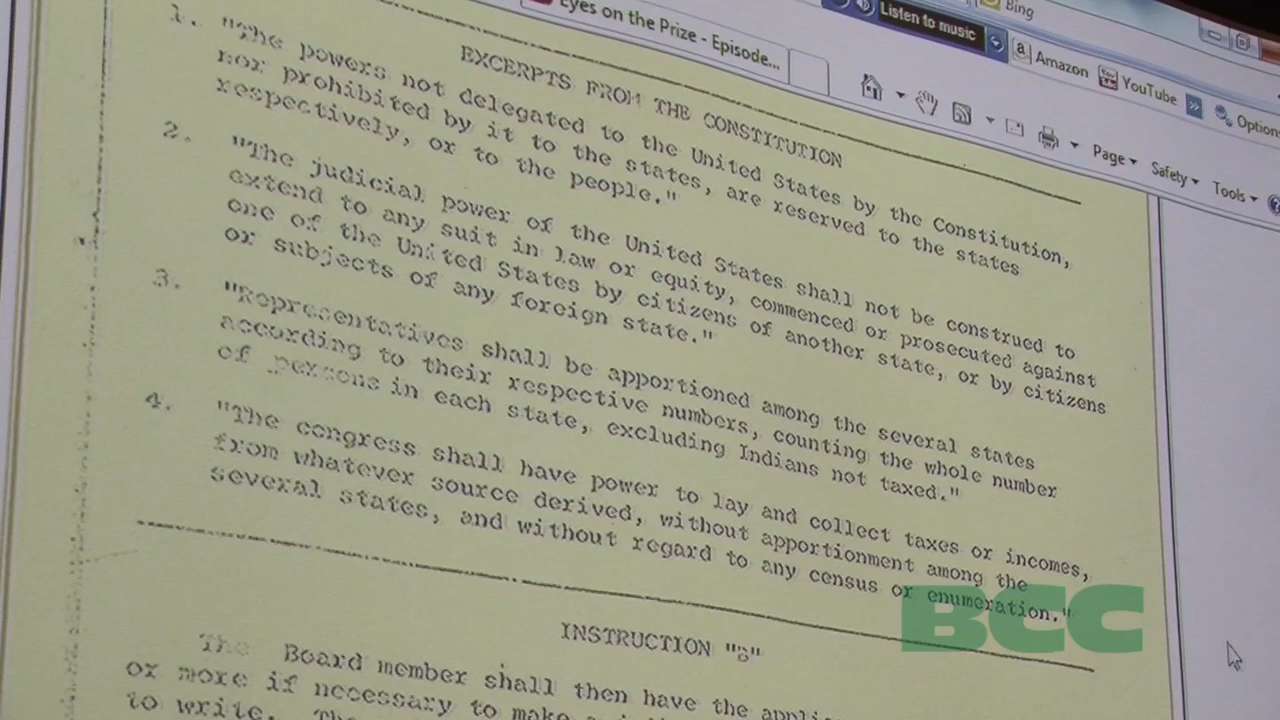 Bing
Eyes on the Prize - Episode...
Listen to music
Amazon
YouTube
Option
Page
Safety
Tools
EXCERPTS FROM THE CONSTITUTION
1. "The powers not delegated to the United States by the Constitution,
nor prohibited by it to the states, are reserved to the states
respectively, or to the people."
2. "The judicial power of the United States shall not be construed to
extend to any suit in law or equity, commenced or prosecuted against
one of the United States by citizens of another state, or by citizens
or subjects of any foreign state."
3. "Representatives shall be apportioned among the several states
according to their respective numbers, counting the whole number
of persons in each state, excluding Indians not taxed."
4. "The congress shall have power to lay and collect taxes or incomes,
from whatever source derived, without apportionment among the
several states, and without regard to any census or enumeration."
BCC
INSTRUCTION "B"
The Board member shall then have the applic
or more if necessary to make a
to write. The